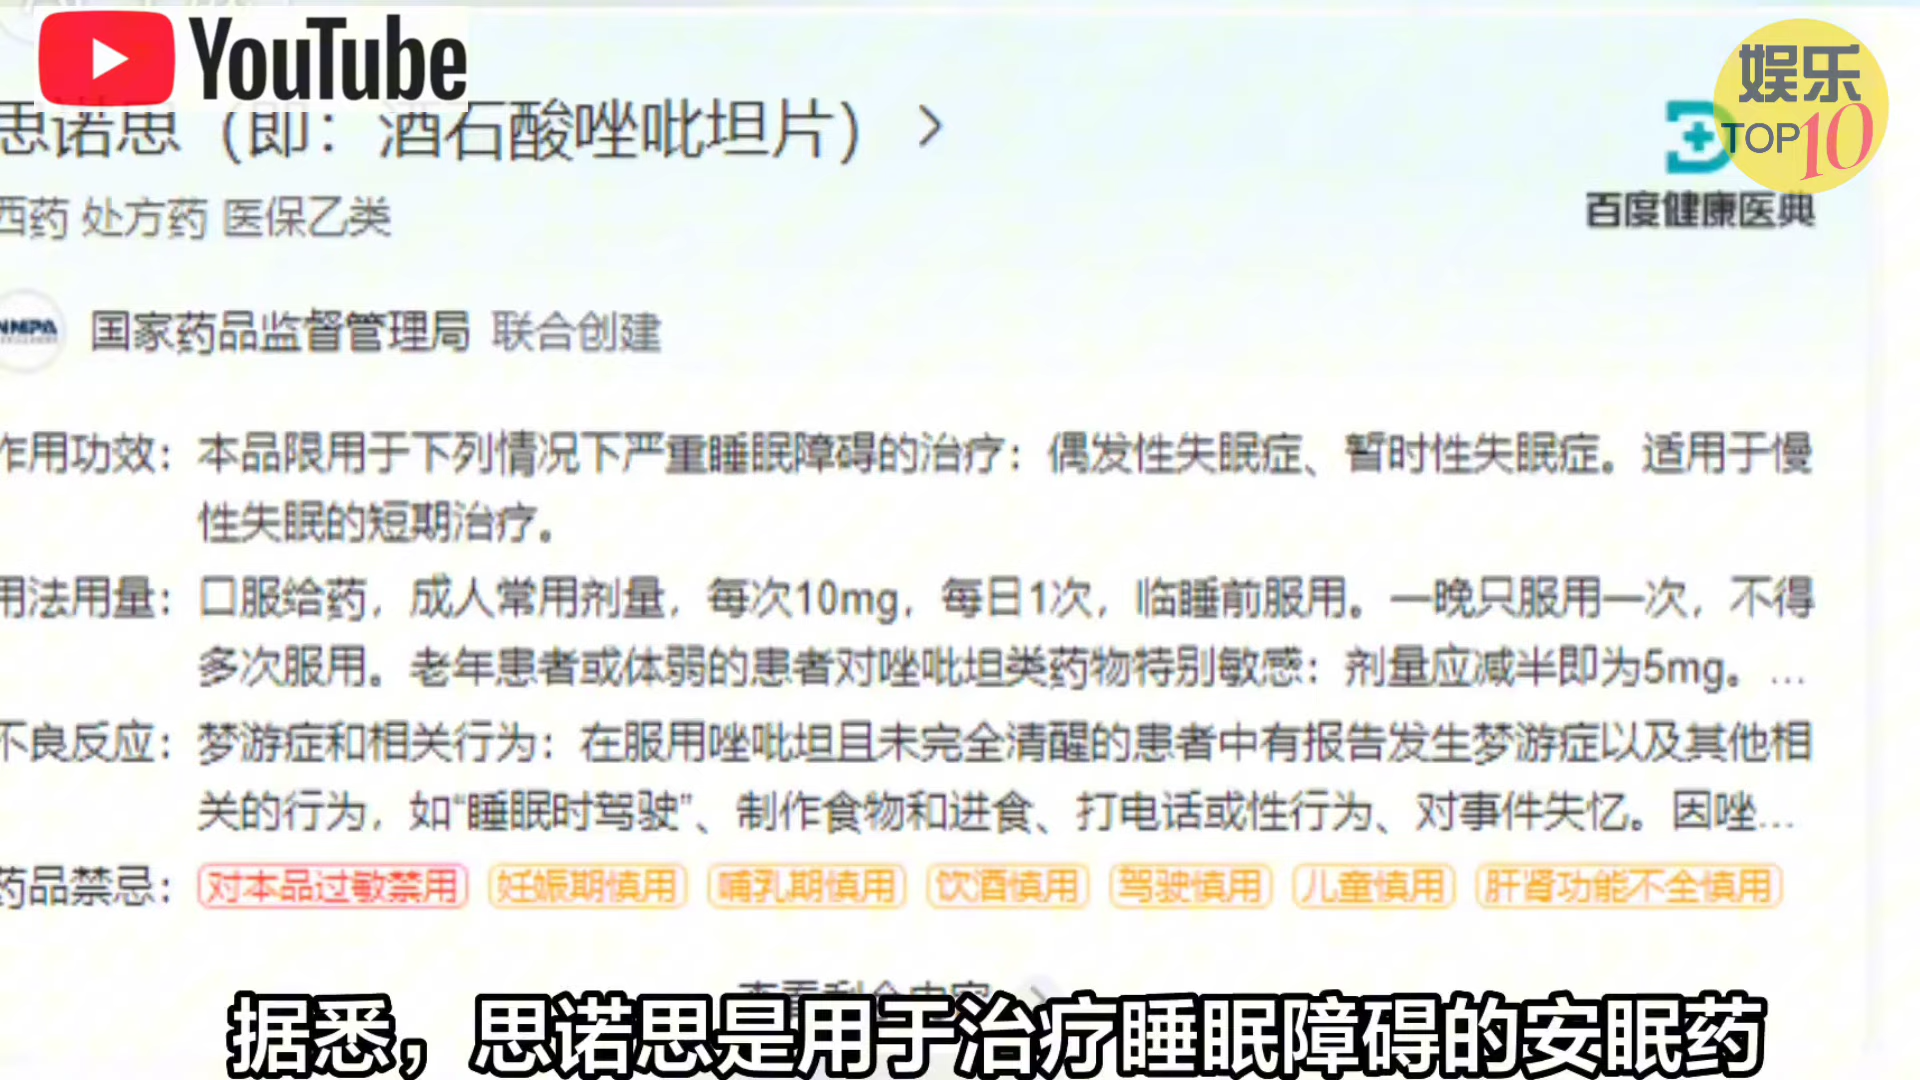 YouTube
娱乐
TOP10
思诺思（即：酒石酸唑吡坦片）
百度健康医典
西药 处方药 医保乙类
NMPA
国家药品监督管理局 联合创建
作用功效：本品限用于下列情况下严重睡眠障碍的治疗：偶发性失眠症、暂时性失眠症。适用于慢
性失眠的短期治疗。
用法用量：口服给药，成人常用剂量，每次10mg，每日1次，临睡前服用。一晚只服用一次，不得
多次服用。老年患者或体弱的患者对唑吡坦类药物特别敏感：剂量应减半即为5mg。...
不良反应：梦游症和相关行为：在服用唑吡坦且未完全清醒的患者中有报告发生梦游症以及其他相
关的行为，如“睡眠时驾驶”、制作食物和进食、打电话或性行为、对事件失忆。因唑...
药品禁忌：对本品过敏禁用 妊娠期慎用 哺乳期慎用 饮酒慎用 驾驶慎用 儿童慎用 肝肾功能不全慎用
据悉，思诺思是用于治疗睡眠障碍的安眠药